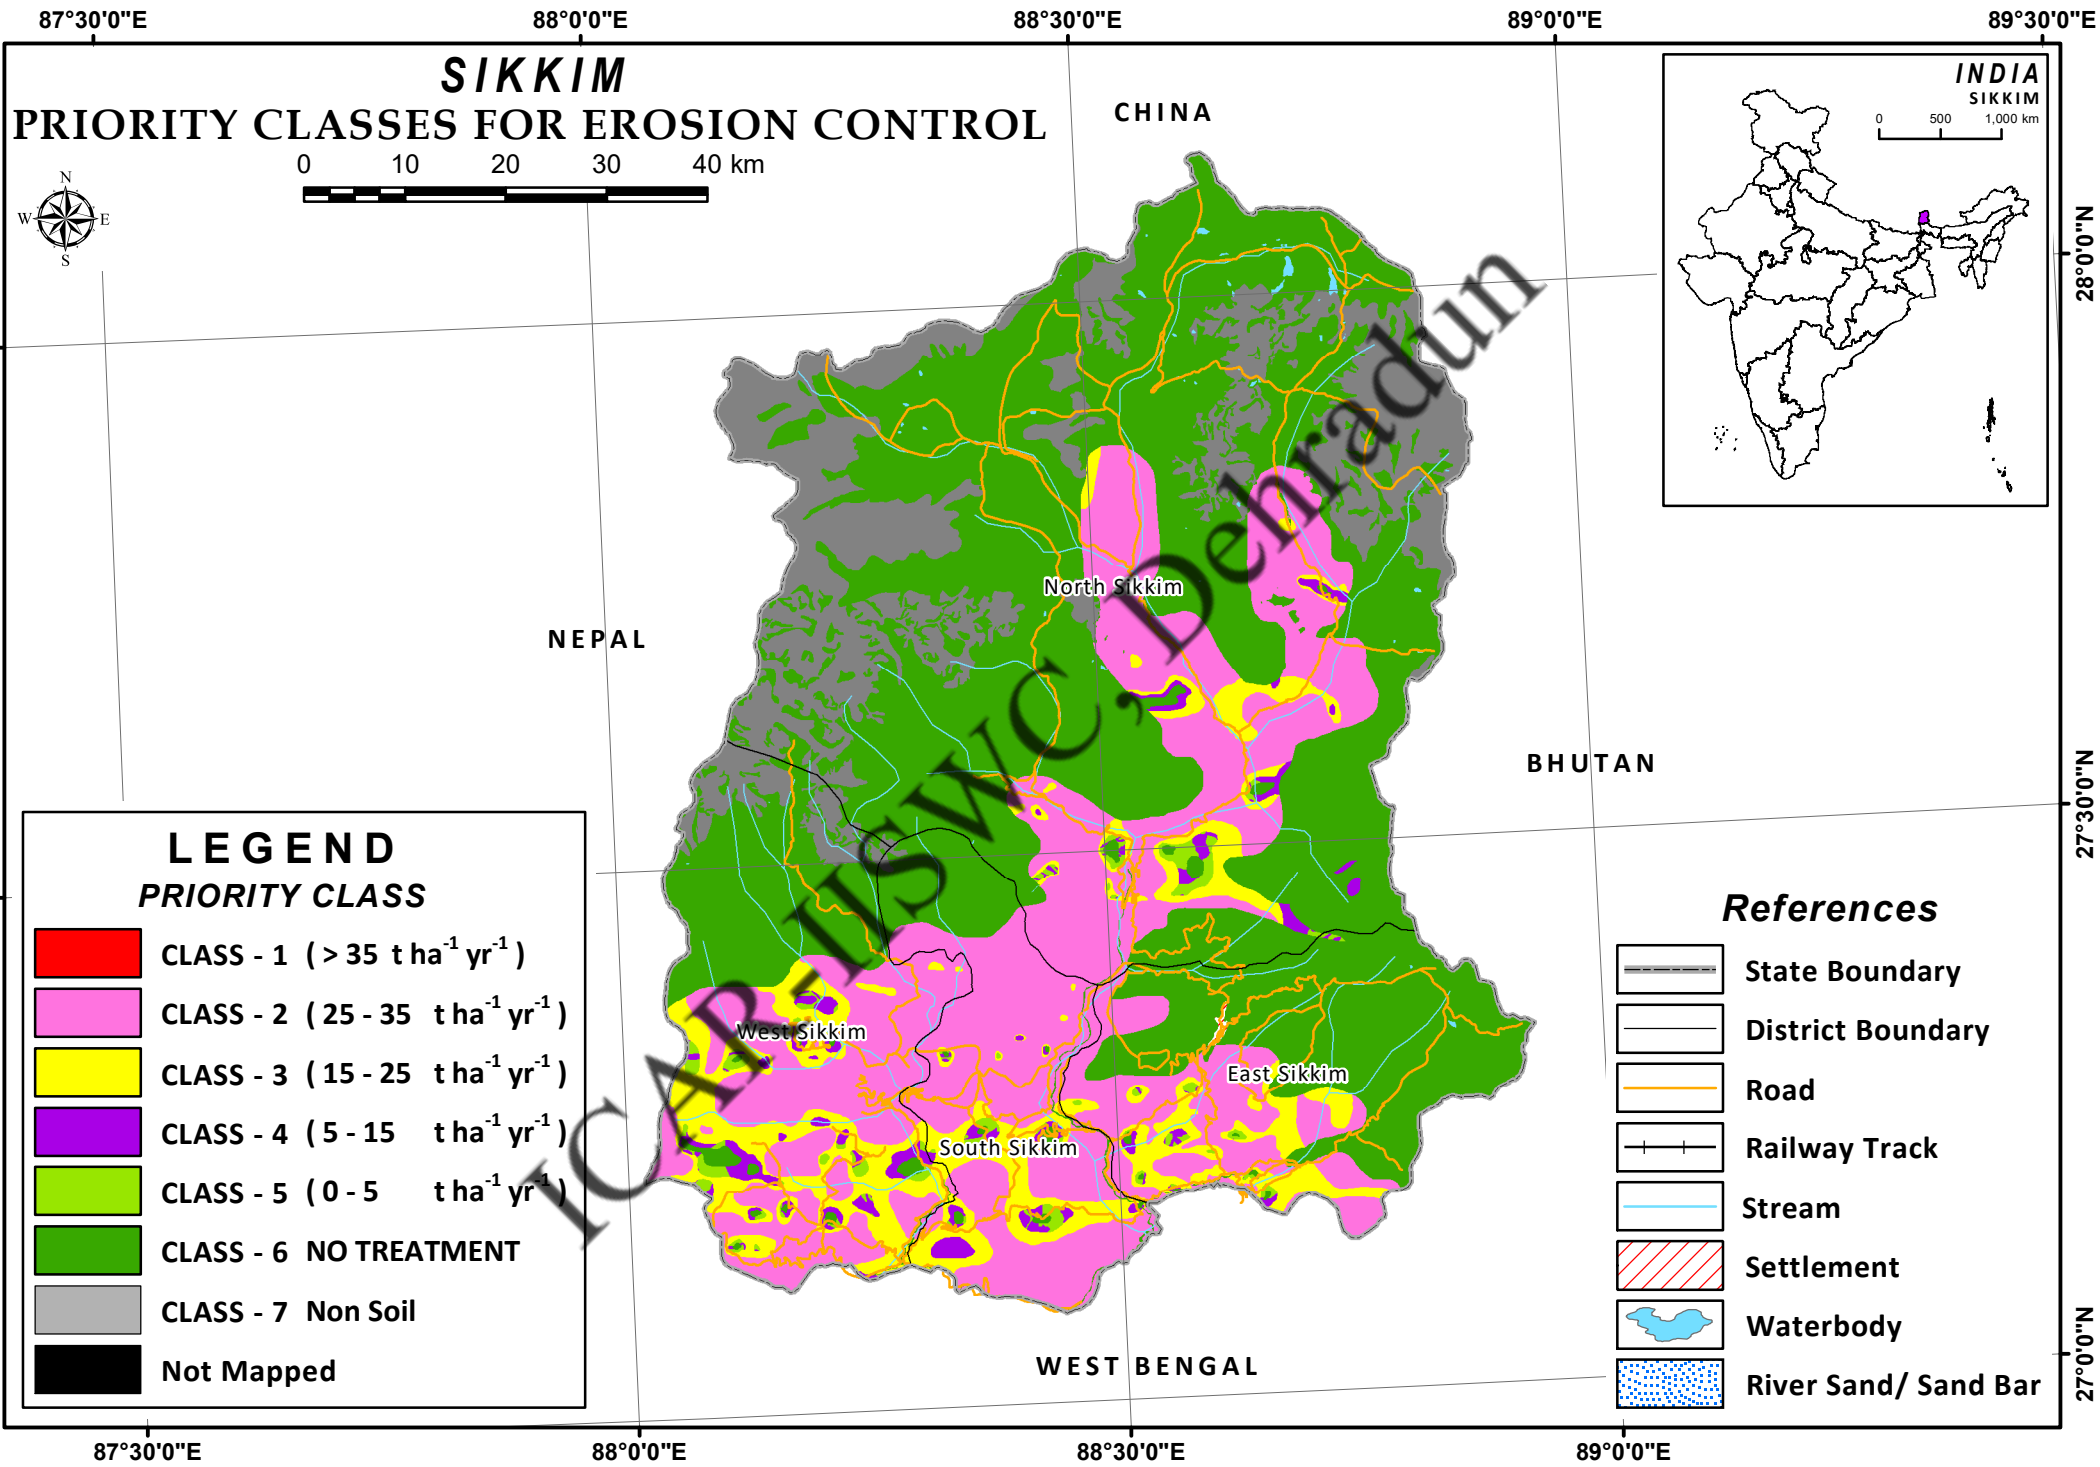 87°30'0"E 88°0'0"E 88°30'0"E 89°0'0"E 89°30'0"E
SIKKIM
PRIORITY CLASSES FOR EROSION CONTROL
0 10 20 30 40 km
N
W E
S
CHINA
INDIA
SIKKIM
0 500 1,000 km
28°0'0"N
North Sikkim
NEPAL
BHUTAN
27°30'0"N
ICAR-IISWC, Dehradun
West Sikkim
East Sikkim
South Sikkim
WEST BENGAL
LEGEND
PRIORITY CLASS
CLASS - 1 ( > 35 t ha-1 yr-1 )
CLASS - 2 ( 25 - 35 t ha-1 yr-1 )
CLASS - 3 ( 15 - 25 t ha-1 yr-1 )
CLASS - 4 ( 5 - 15 t ha-1 yr-1 )
CLASS - 5 ( 0 - 5 t ha-1 yr-1 )
CLASS - 6 NO TREATMENT
CLASS - 7 Non Soil
Not Mapped
References
State Boundary
District Boundary
Road
Railway Track
Stream
Settlement
Waterbody
River Sand/ Sand Bar
27°0'0"N
87°30'0"E 88°0'0"E 88°30'0"E 89°0'0"E